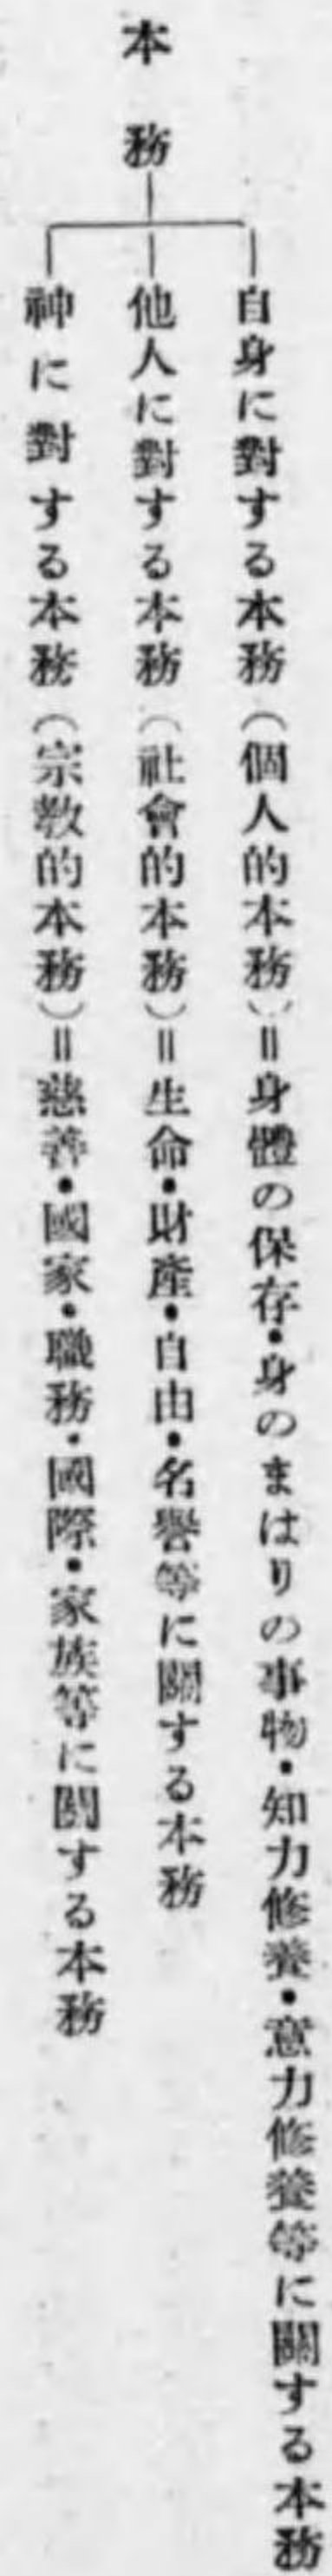 本務
自身に對する本務(個人的本務)=身體の保存・身のまはりの事物・知力修養・意力修養等に關する本務
他人に對する本務(社會的本務)=生命・財產・自由・名譽等に關する本務
神に對する本務(宗教的本務)=慈善・國家・職務・國際・家族等に關する本務